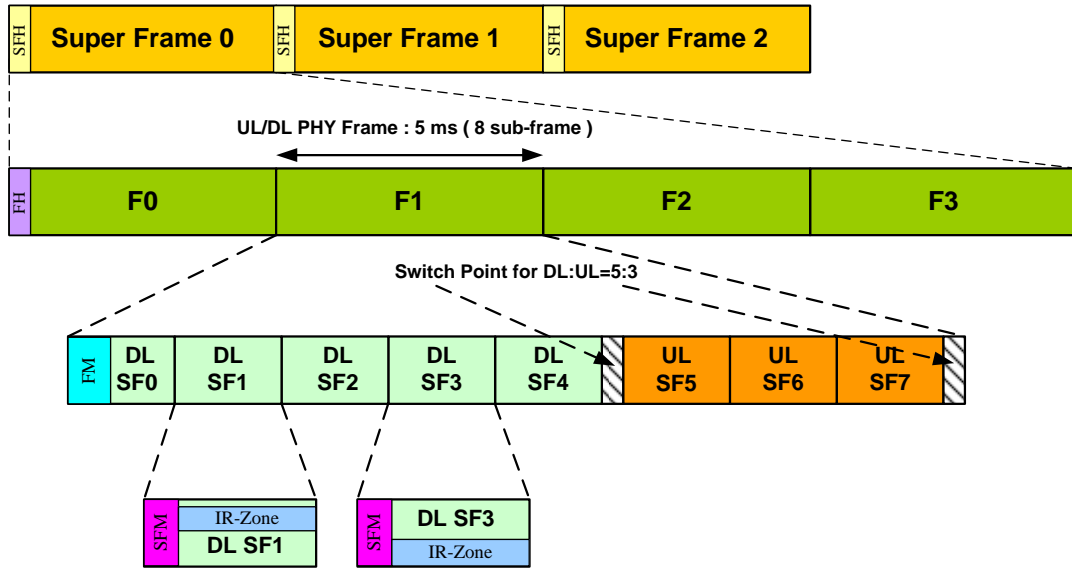 SFH Super Frame 0 SFH Super Frame 1 SFH Super Frame 2
UL/DL PHY Frame : 5 ms ( 8 sub-frame )
FH F0 F1 F2 F3
Switch Point for DL:UL=5:3
FM DL SF0 DL SF1 DL SF2 DL SF3 DL SF4 UL SF5 UL SF6 UL SF7
SFM IR-Zone DL SF1
SFM DL SF3 IR-Zone